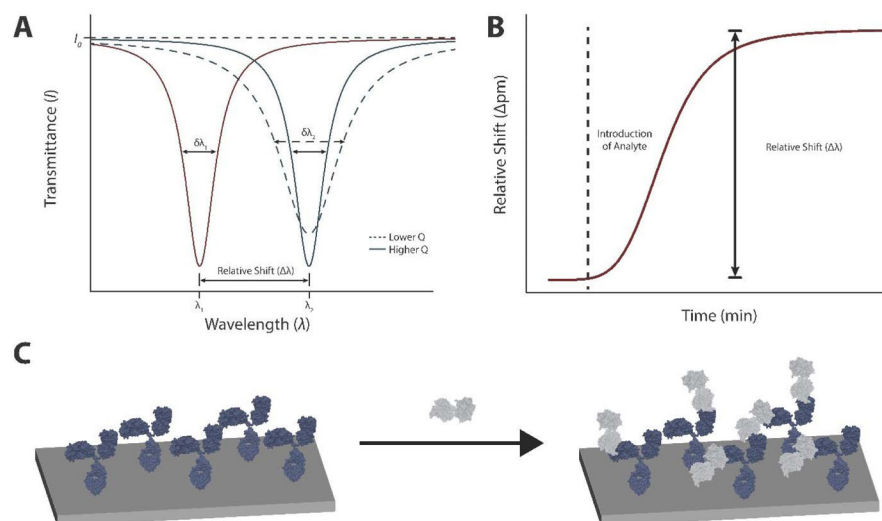 A
I₀
Transmittance (I)
δλ₁
δλ₂
Lower Q
Higher Q
Relative Shift (Δλ)
λ₁
λ₂
Wavelength (λ)
B
Relative Shift (Δpm)
Introduction
of Analyte
Relative Shift (Δλ)
Time (min)
C